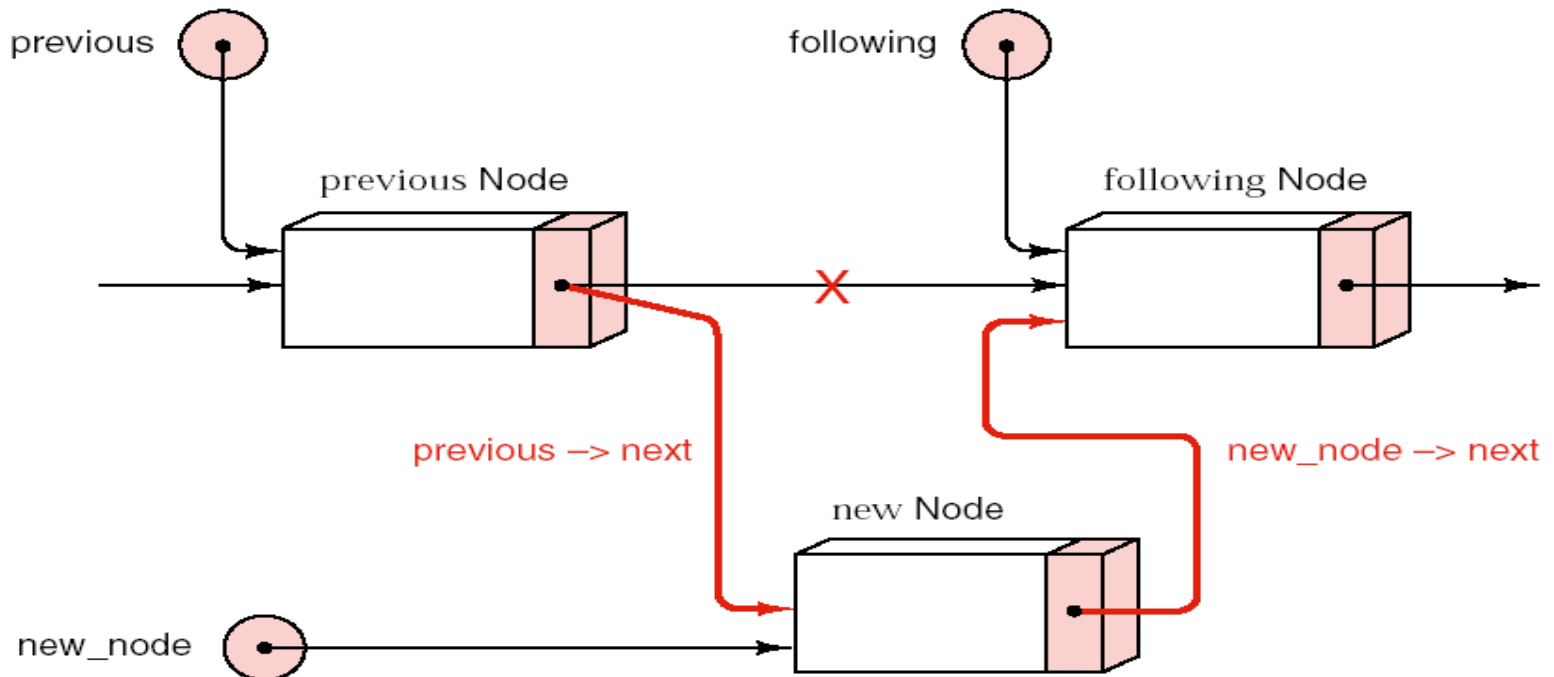 previous
following
previous Node
following Node
X
previous –> next
new_node –> next
new Node
new_node